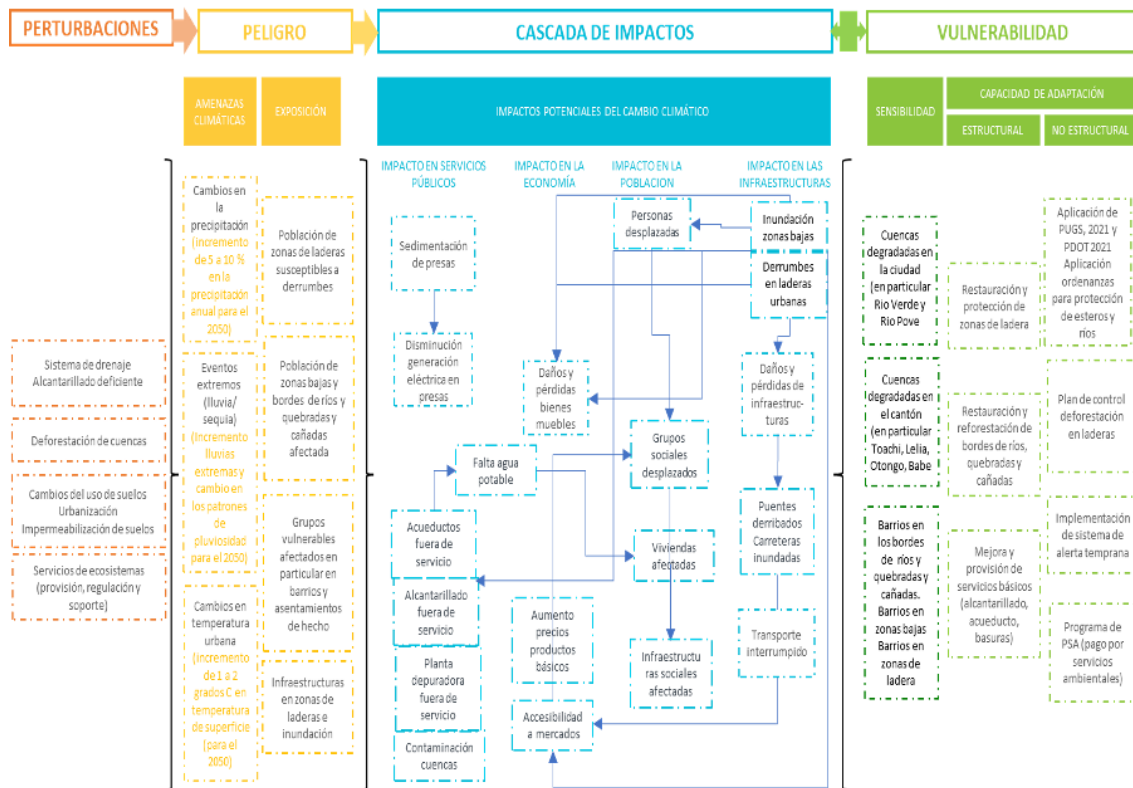 PERTURBACIONES
PELIGRO
CASCADA DE IMPACTOS
VULNERABILIDAD
AMENAZAS
CLIMÁTICAS
EXPOSICIÓN
IMPACTOS POTENCIALES DEL CAMBIO CLIMÁTICO
SENSIBILIDAD
CAPACIDAD DE ADAPTACIÓN
ESTRUCTURAL
NO ESTRUCTURAL
Sistema de drenaje
Alcantarillado deficiente
Deforestación de cuencas
Cambios del uso de suelos
Urbanización
Impermeabilización de suelos
Servicios de ecosistemas
(provisión, regulación y
soporte)
Cambios en
la
precipitación
(incremento
de 5 a 10 %
en la
precipitación
anual para el
2050)
Eventos
extremos
(lluvia/
sequia)
(Incremento
lluvias
extremas y
cambio en
los patrones
de
pluviosidad
para el 2050)
Cambios en
temperatura
urbana
(incremento
de 1 a 2
grados C en
temperatura
de superficie
(para el
2050)
Población de
zonas de laderas
susceptibles a
derrumbes
Población de
zonas bajas y
bordes de ríos y
quebradas y
cañadas
afectada
Grupos
vulnerables
afectados en
particular en
barrios y
asentamientos
de hecho
Infraestructuras
en zonas de
laderas e
inundación
IMPACTO EN SERVICIOS
PÚBLICOS
Sedimentación
de presas
Disminución
generación
eléctrica en
presas
Falta agua
potable
Acueductos
fuera de
servicio
Alcantarillado
fuera de
servicio
Planta
depuradora
fuera de
servicio
Contaminación
cuencas
IMPACTO EN LA
ECONOMÍA
Daños y
pérdidas
bienes
muebles
Aumento
precios
productos
básicos
Accesibilidad
a mercados
IMPACTO EN LA
POBLACION
Personas
desplazadas
Grupos
sociales
desplazados
Viviendas
afectadas
Infraestructu
ras sociales
afectadas
IMPACTO EN LAS
INFRAESTRUCTURAS
Inundación
zonas bajas
Derrumbes
en laderas
urbanas
Daños y
pérdidas de
infraestruc-
turas
Puentes
derribados
Carreteras
inundadas
Transporte
interrumpido
Cuencas
degradadas en
la ciudad
(en particular
Rio Verde y
Rio Pove)
Cuencas
degradadas en
el cantón
(en particular
Toachi, Lelia,
Otongo, Babe)
Barrios en
los bordes
de ríos y
quebradas y
cañadas.
Barrios en
zonas bajas
Barrios en
zonas de
ladera
Restauración y
protección de
zonas de ladera
Restauración y
reforestación de
bordes de ríos,
quebradas y
cañadas
Mejora y
provisión de
servicios básicos
(alcantarillado,
acueducto,
basuras)
Aplicación de
PUGS, 2021 y
PDOT 2021
Aplicación
ordenanzas
para protección
de esteros y
ríos
Plan de control
deforestación
en laderas
Implementación
de sistema de
alerta temprana
Programa de
PSA (pago por
servicios
ambientales)